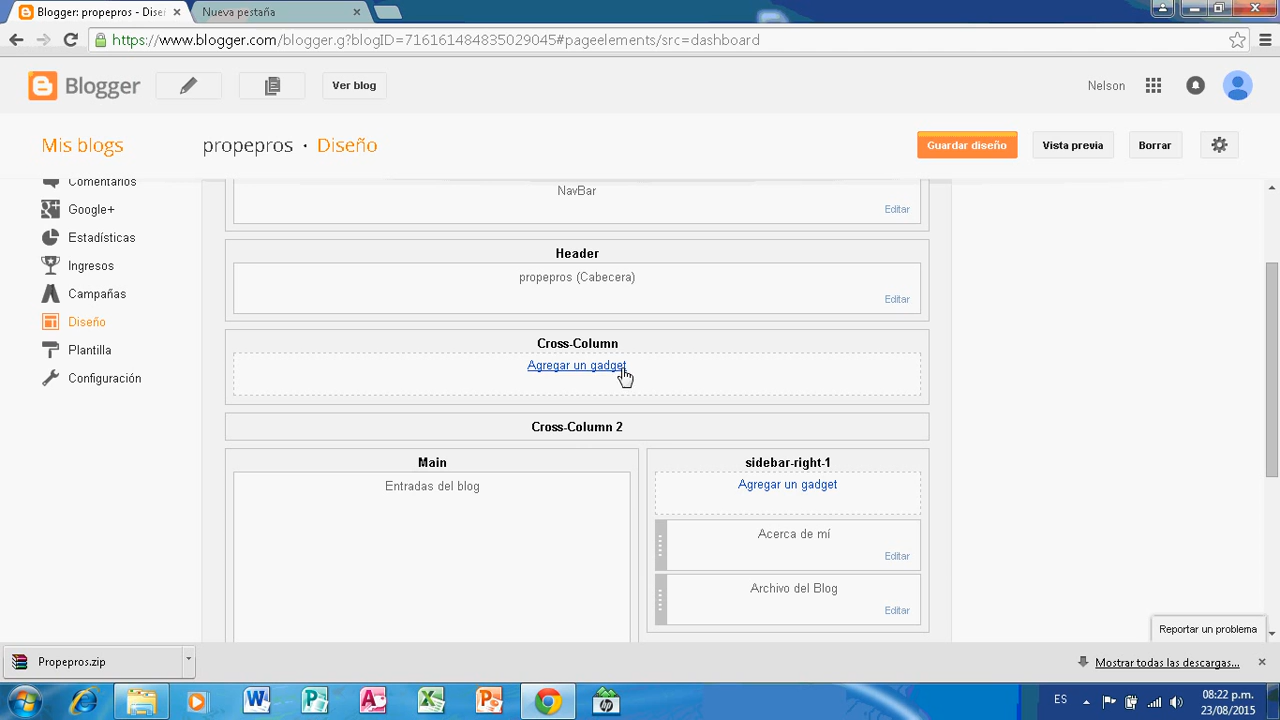 Blogger: propepros - Dise
Nueva pestaña
https://www.blogger.com/blogger.g?blogID=716161484835029045#pageelements/src=dashboard
Blogger
Ver blog
Nelson
Mis blogs
propepros · Diseño
Guardar diseño
Vista previa
Borrar
Comentarios
Google+
Estadísticas
Ingresos
Campañas
Diseño
Plantilla
Configuración
NavBar
Editar
Header
propepros (Cabecera)
Editar
Cross-Column
Agregar un gadget
Cross-Column 2
Main
Entradas del blog
sidebar-right-1
Agregar un gadget
Acerca de mí
Editar
Archivo del Blog
Editar
Reportar un problema
Propepros.zip
Mostrar todas las descargas...
ES
08:22 p.m.
23/08/2015